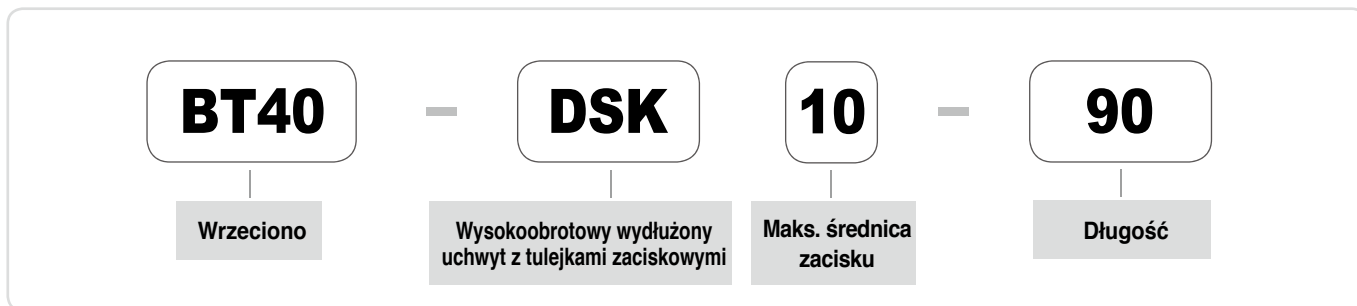 BT40 - DSK 10 - 90
Wrzeciono
Wysokoobrotowy wydłużony
uchwyt z tulejkami zaciskowymi
Maks. średnica
zacisku
Długość